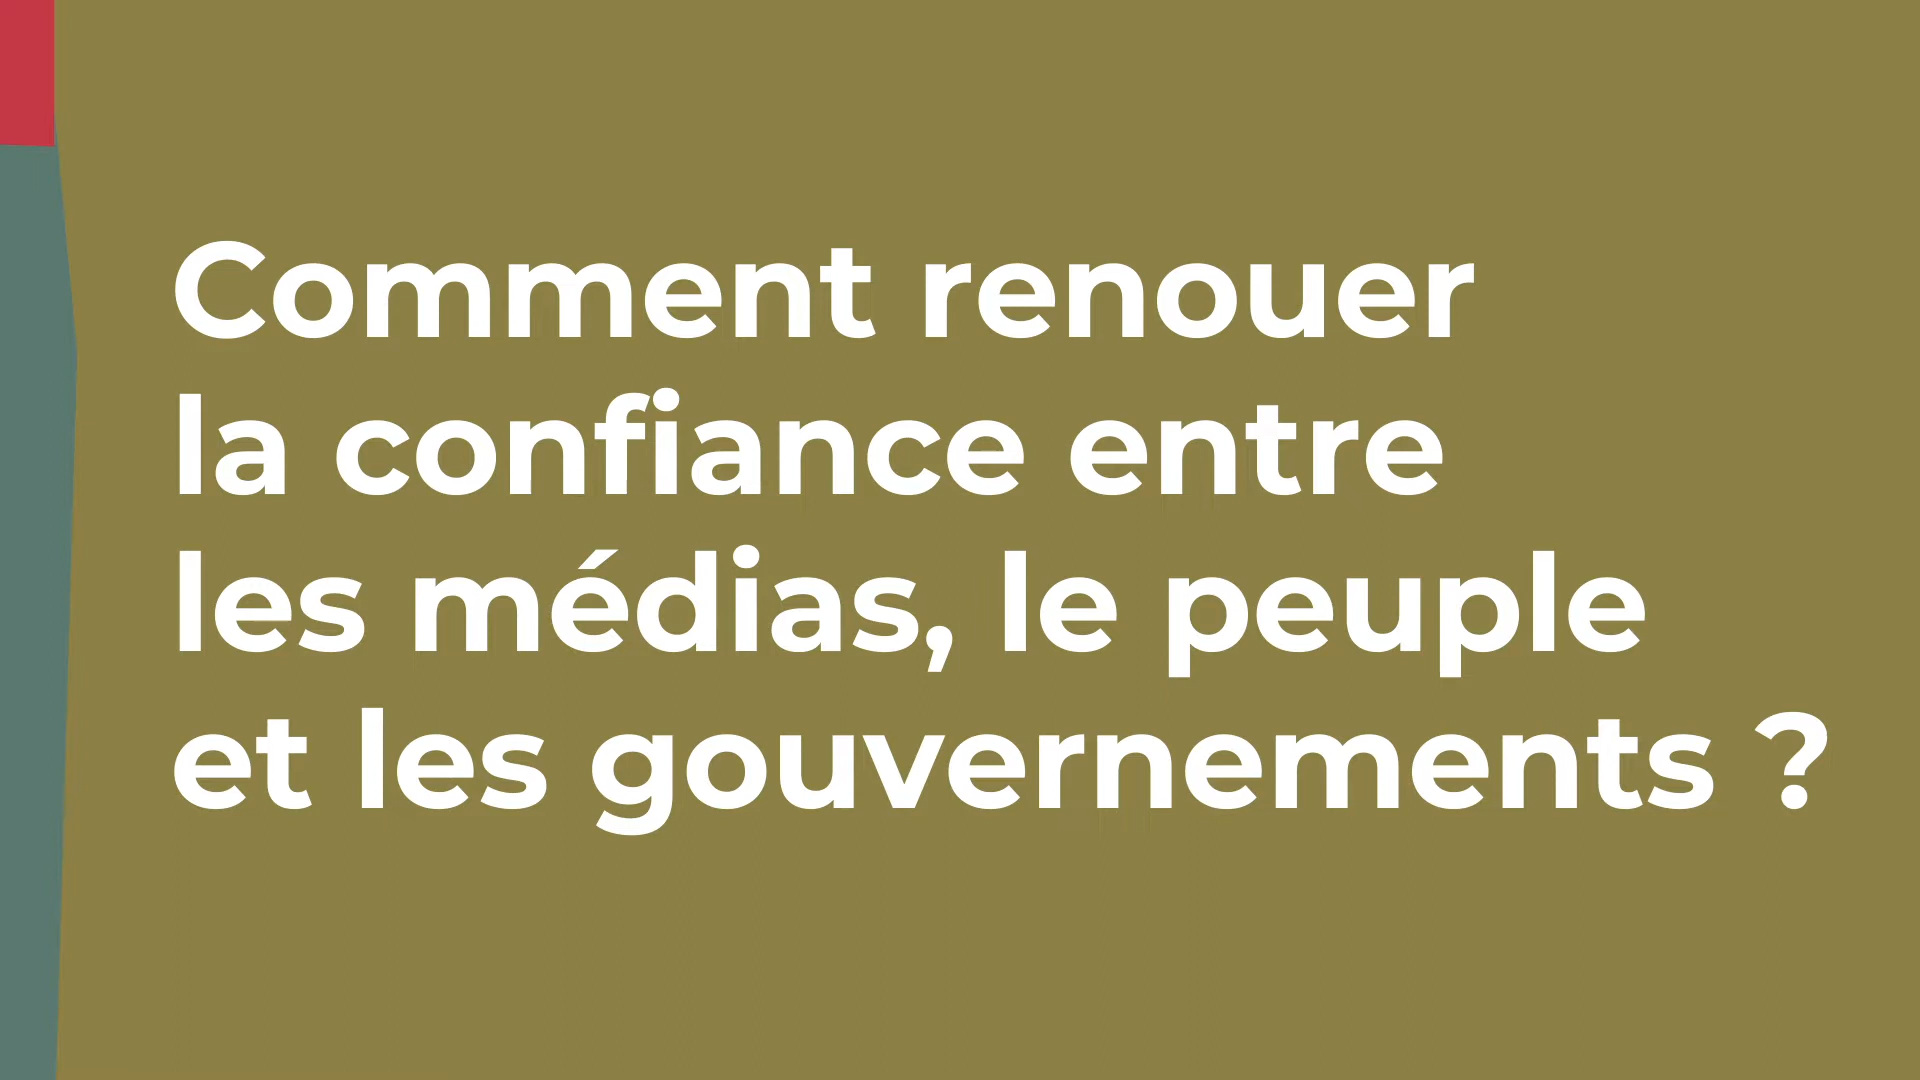 Comment renouer
la confiance entre
les médias, le peuple
et les gouvernements ?